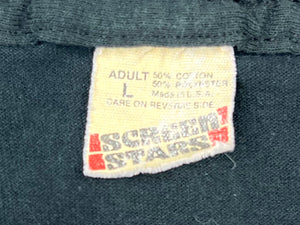 ADULT 50% COTTON
L 50% POLYESTER
MADE IN U.S.A.
CARE ON REVERSE SIDE
SCREEN
STARS